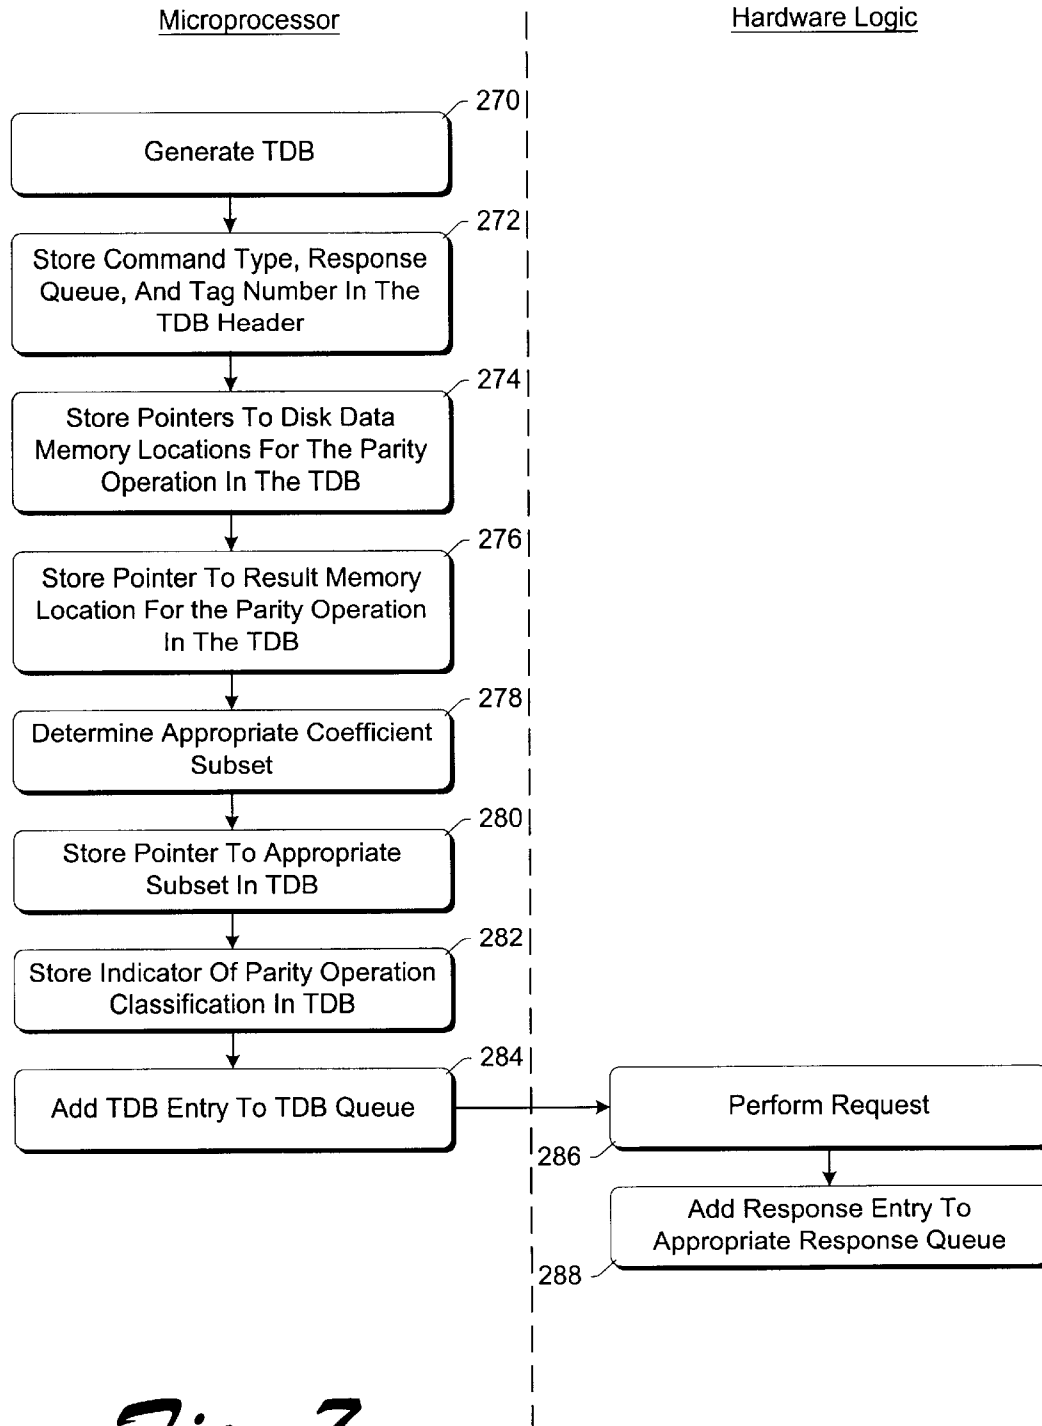 Microprocessor
Hardware Logic
270
Generate TDB
272
Store Command Type, Response
Queue, And Tag Number In The
TDB Header
274
Store Pointers To Disk Data
Memory Locations For The Parity
Operation In The TDB
276
Store Pointer To Result Memory
Location For the Parity Operation
In The TDB
278
Determine Appropriate Coefficient
Subset
280
Store Pointer To Appropriate
Subset In TDB
282
Store Indicator Of Parity Operation
Classification In TDB
284
Add TDB Entry To TDB Queue
Perform Request
286
Add Response Entry To
Appropriate Response Queue
288
Fig. 7